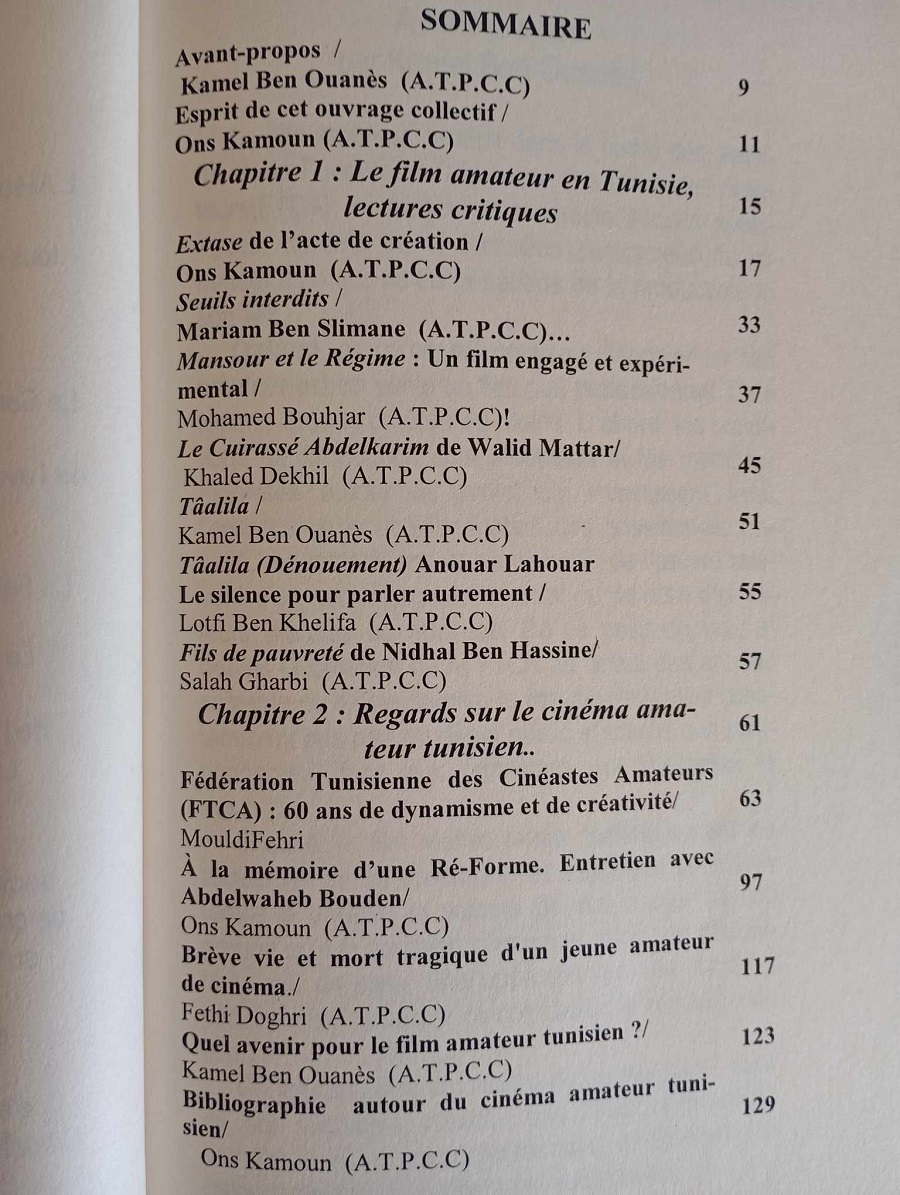 SOMMAIRE
Avant-propos /
Kamel Ben Ouanès (A.T.P.C.C) 9
Esprit de cet ouvrage collectif /
Ons Kamoun (A.T.P.C.C) 11
Chapitre 1 : Le film amateur en Tunisie,
lectures critiques 15
Extase de l’acte de création /
Ons Kamoun (A.T.P.C.C) 17
Seuils interdits /
Mariam Ben Slimane (A.T.P.C.C)… 33
Mansour et le Régime : Un film engagé et expéri-
mental / 37
Mohamed Bouhjar (A.T.P.C.C)!
Le Cuirassé Abdelkarim de Walid Mattar/
Khaled Dekhil (A.T.P.C.C) 45
Tâalila /
Kamel Ben Ouanès (A.T.P.C.C) 51
Tâalila (Dénouement) Anouar Lahouar
Le silence pour parler autrement / 55
Lotfi Ben Khelifa (A.T.P.C.C)
Fils de pauvreté de Nidhal Ben Hassine/ 57
Salah Gharbi (A.T.P.C.C)
Chapitre 2 : Regards sur le cinéma ama- 61
teur tunisien..
Fédération Tunisienne des Cinéastes Amateurs
(FTCA) : 60 ans de dynamisme et de créativité/ 63
MouldiFehri
À la mémoire d’une Ré-Forme. Entretien avec
Abdelwaheb Bouden/ 97
Ons Kamoun (A.T.P.C.C)
Brève vie et mort tragique d'un jeune amateur
de cinéma./ 117
Fethi Doghri (A.T.P.C.C)
Quel avenir pour le film amateur tunisien ?/ 123
Kamel Ben Ouanès (A.T.P.C.C)
Bibliographie autour du cinéma amateur tuni- 129
sien/
Ons Kamoun (A.T.P.C.C)